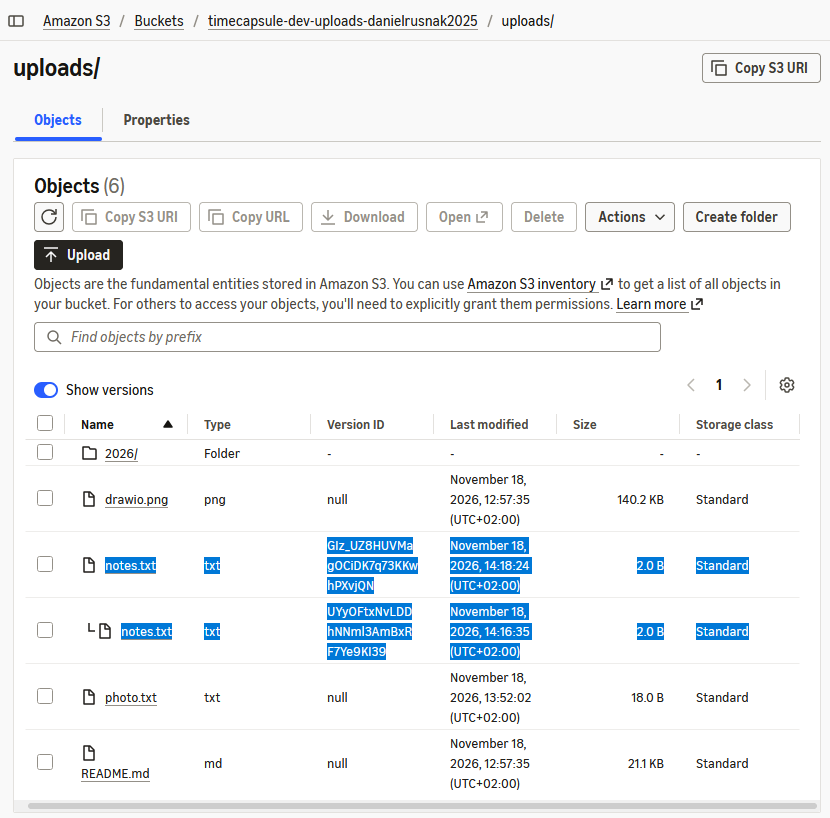 Amazon S3 / Buckets / timecapsule-dev-uploads-danielrusnak2025 / uploads/
uploads/
Copy S3 URI
Objects
Properties
Objects (6)
Copy S3 URI
Copy URL
Download
Open
Delete
Actions
Create folder
Upload
Objects are the fundamental entities stored in Amazon S3. You can use Amazon S3 inventory to get a list of all objects in
your bucket. For others to access your objects, you'll need to explicitly grant them permissions. Learn more
Find objects by prefix
Show versions
1
Name Type Version ID Last modified Size Storage class
2026/ Folder - - - -
drawio.png png null November 18,
2026, 12:57:35
(UTC+02:00)
140.2 KB Standard
notes.txt txt GIz_UZ8HUVMa
gOCiDK7q73KKw
hPXvjQN
November 18,
2026, 14:18:24
(UTC+02:00)
2.0 B Standard
notes.txt txt UYyOFtxNvLDD
hNNmI3AmBxR
F7Ye9KI39
November 18,
2026, 14:16:35
(UTC+02:00)
2.0 B Standard
photo.txt txt null November 18,
2026, 13:52:02
(UTC+02:00)
18.0 B Standard
README.md md null November 18,
2026, 12:57:35
(UTC+02:00)
21.1 KB Standard